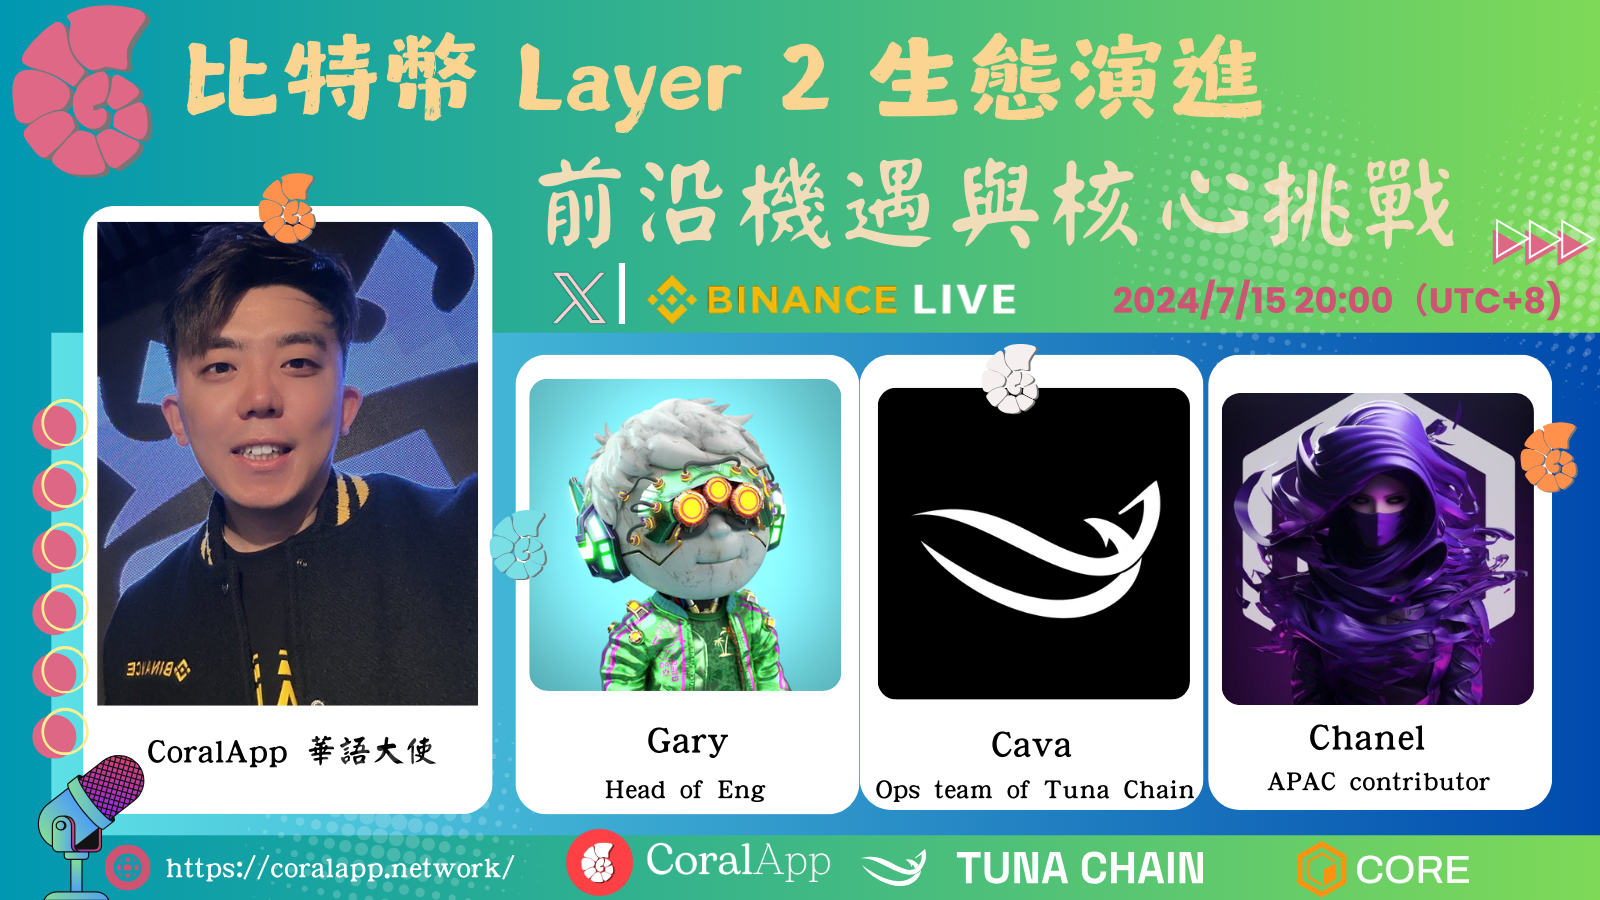 比特幣 Layer 2 生態演進
前沿機遇與核心挑戰
X | BINANCE LIVE
2024/7/15 20:00（UTC+8）
BINANCE
CoralApp 華語大使
Gary
Head of Eng
Cava
Ops team of Tuna Chain
Chanel
APAC contributor
https://coralapp.network/
CoralApp
TUNA CHAIN
CORE